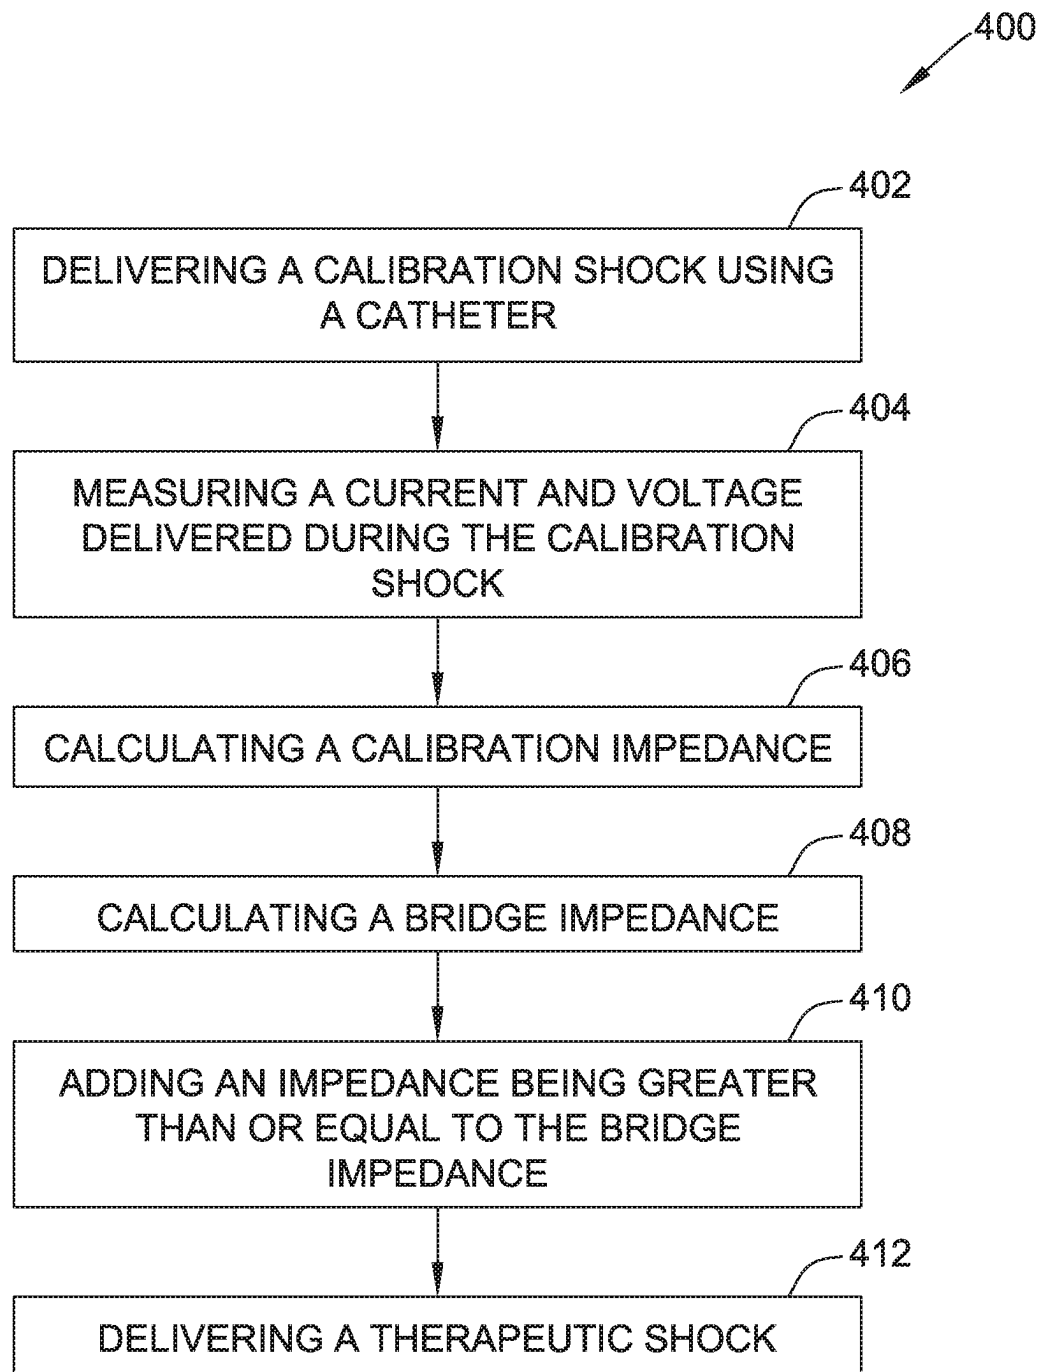 400
402
DELIVERING A CALIBRATION SHOCK USING
A CATHETER
404
MEASURING A CURRENT AND VOLTAGE
DELIVERED DURING THE CALIBRATION
SHOCK
406
CALCULATING A CALIBRATION IMPEDANCE
408
CALCULATING A BRIDGE IMPEDANCE
410
ADDING AN IMPEDANCE BEING GREATER
THAN OR EQUAL TO THE BRIDGE
IMPEDANCE
412
DELIVERING A THERAPEUTIC SHOCK